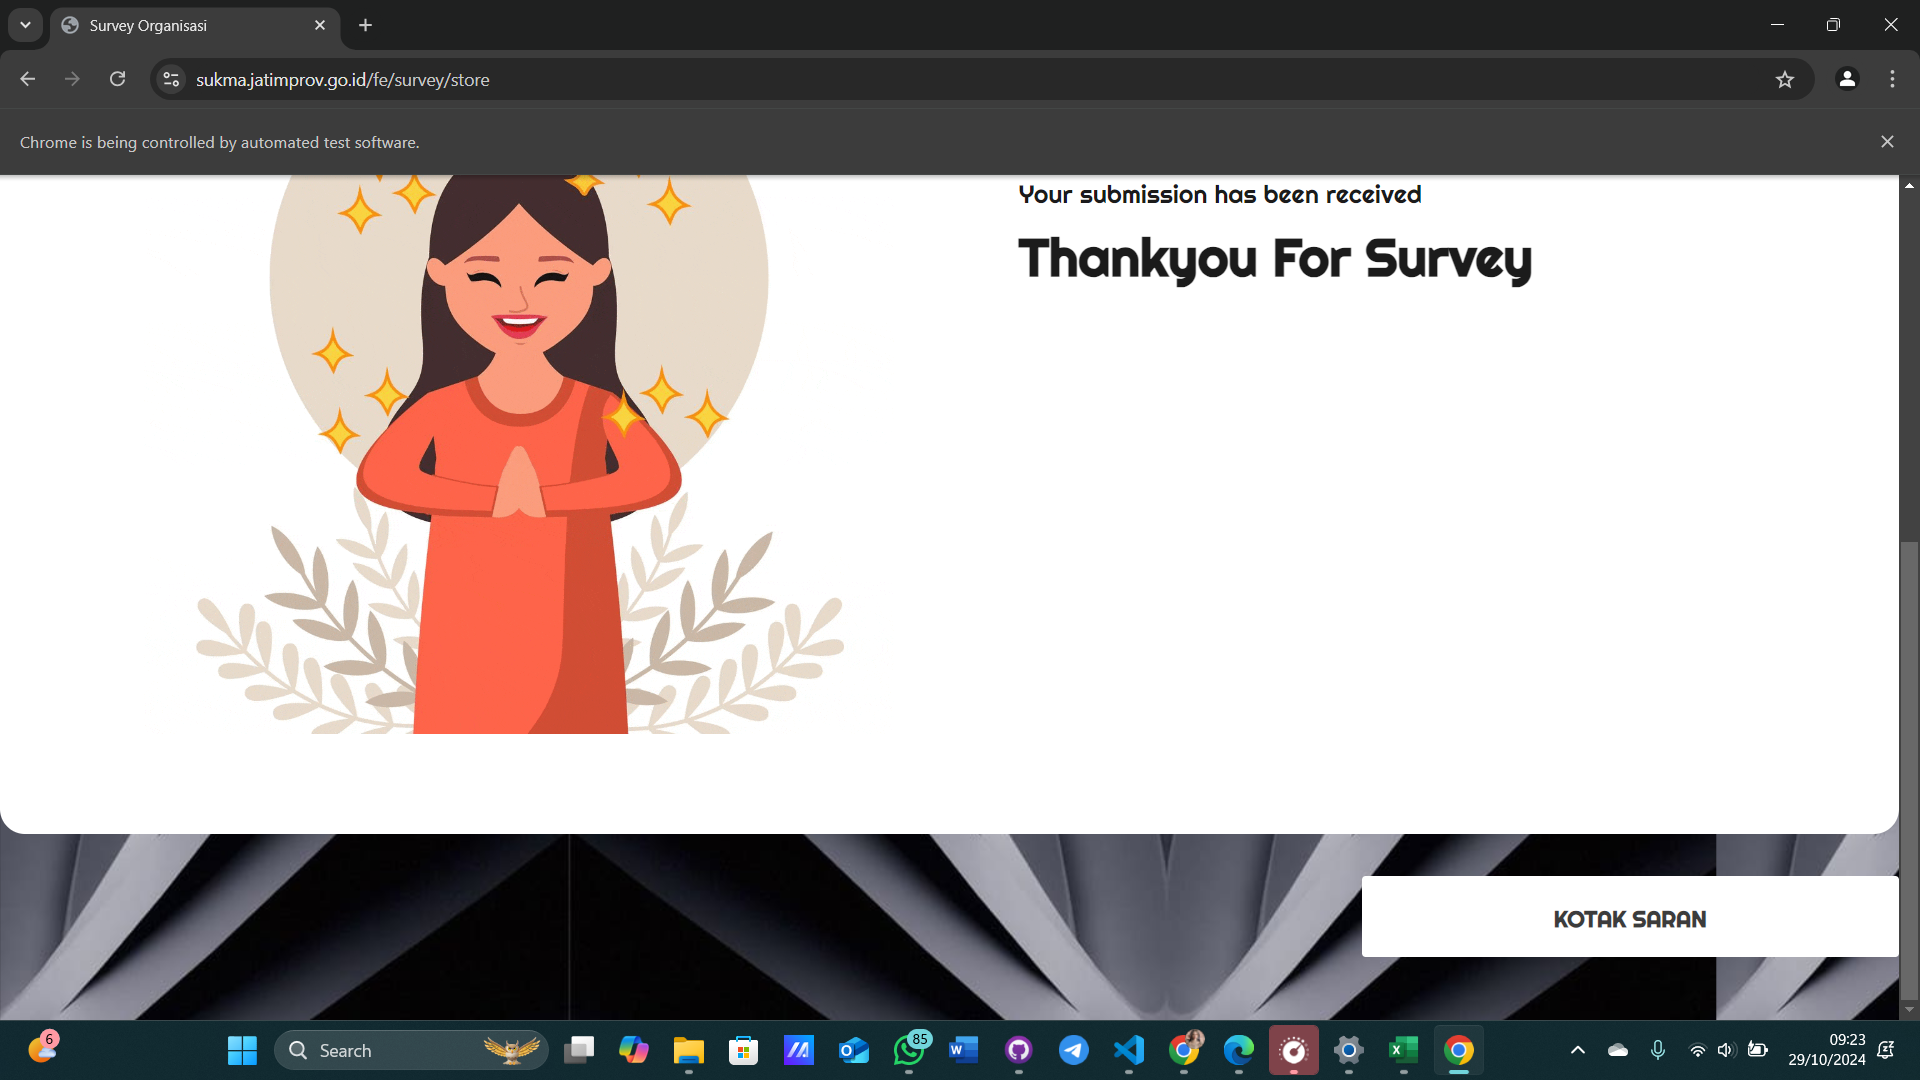 Survey Organisasi
sukma.jatimprov.go.id/fe/survey/store
Chrome is being controlled by automated test software.
Your submission has been received
Thankyou For Survey
KOTAK SARAN
6
Search
85
09:23
29/10/2024